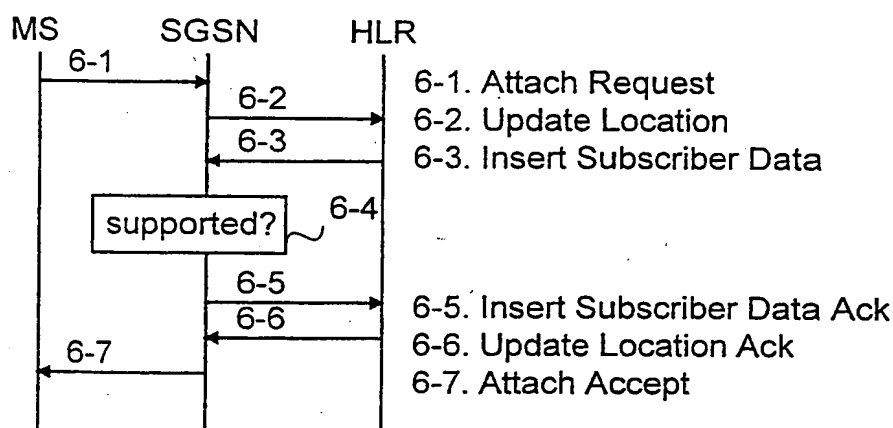 MS SGSN HLR
6-1
6-1. Attach Request
6-2
6-2. Update Location
6-3
6-3. Insert Subscriber Data
supported?
6-4
6-5
6-5. Insert Subscriber Data Ack
6-6
6-6. Update Location Ack
6-7
6-7. Attach Accept